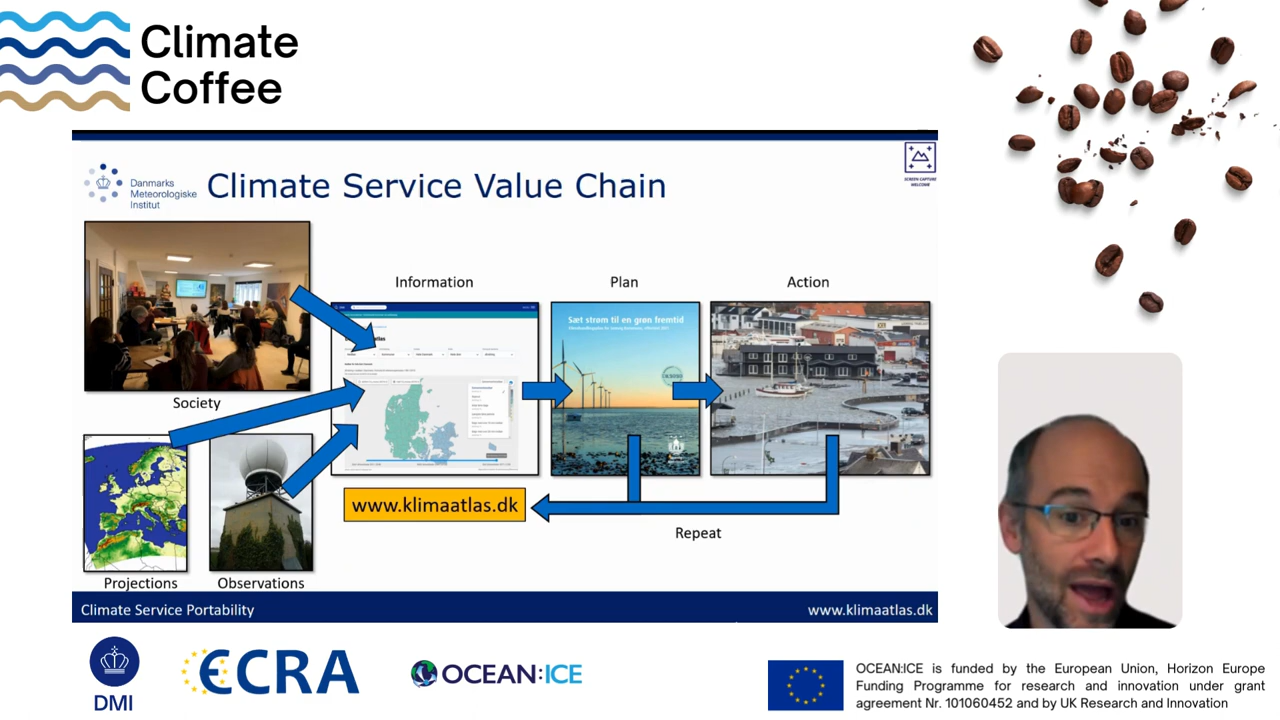 Climate
Coffee
Danmarks
Meteorologiske
Institut
Climate Service Value Chain
SCREEN CAPTURE
WELCOME
Information
Plan
Action
Sæt strøm til en grøn fremtid
Society
www.klimaatlas.dk
Repeat
Projections
Observations
Climate Service Portability
www.klimaatlas.dk
DMI
ECRA
OCEAN:ICE
OCEAN:ICE is funded by the European Union, Horizon Europe
Funding Programme for research and innovation under grant
agreement Nr. 101060452 and by UK Research and Innovation